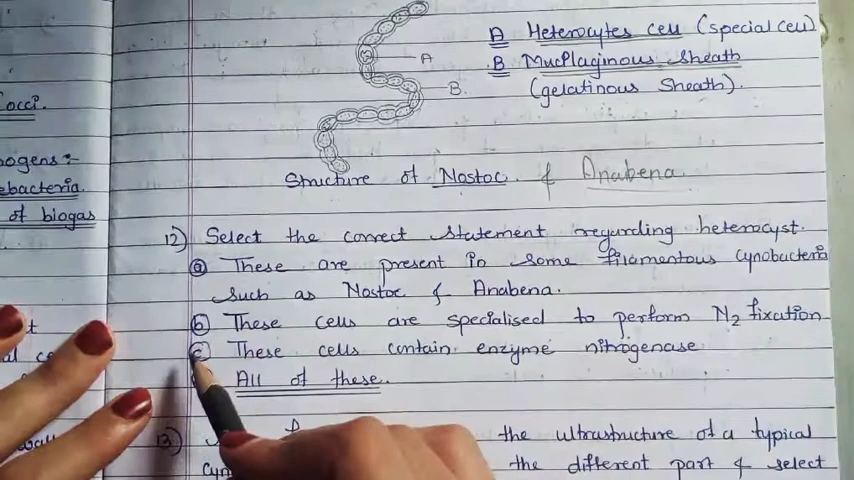 A Heterocytes cell (special cell)
A
B Mucilaginous Sheath
B
(gelatinous Sheath).
Cocci.
ogens:-
ebacteria.
of biogas
Structure of Nostoc & Anabena
12) Select the correct statement regarding heterocyst.
a These are present in some filamentous Cynobacteria
such as Nostoc & Anabena.
b These cells are specialised to perform N2 fixation
c These cells contain enzyme nitrogenase
All of these.
13) the ultrastructure of a typical
the different part & select